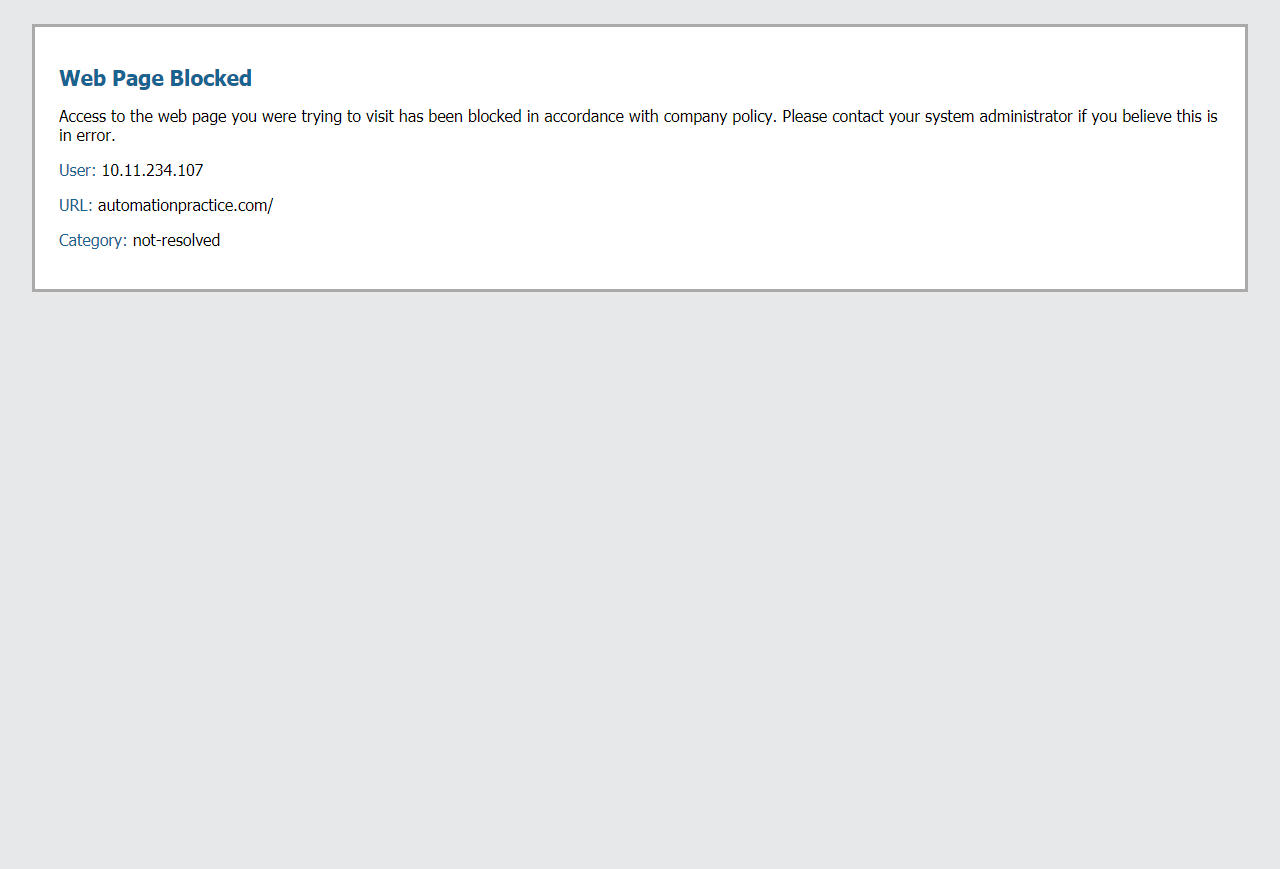 Web Page Blocked
Access to the web page you were trying to visit has been blocked in accordance with company policy. Please contact your system administrator if you believe this is
in error.
User: 10.11.234.107
URL: automationpractice.com/
Category: not-resolved